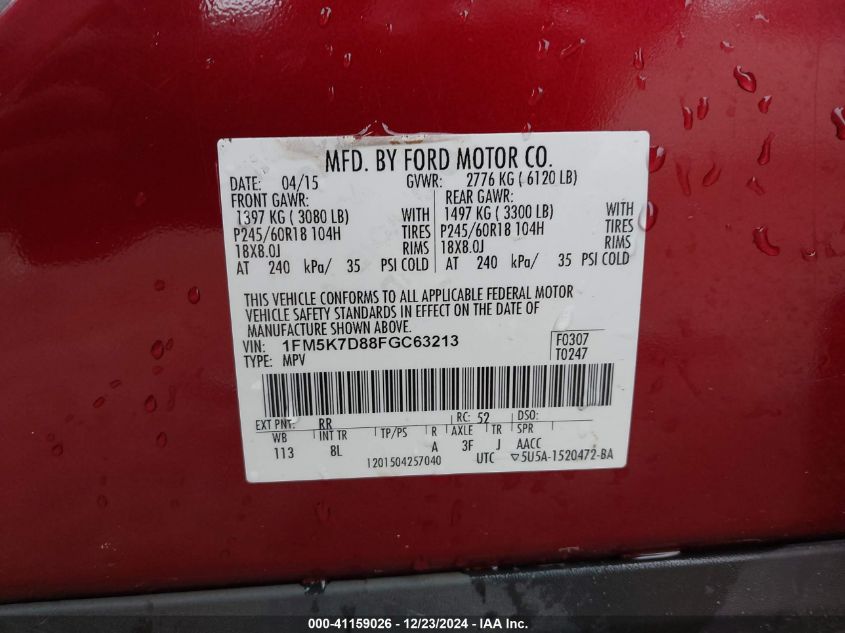 MFD. BY FORD MOTOR CO.
DATE: 04/15 GVWR: 2776 KG ( 6120 LB)
FRONT GAWR: REAR GAWR:
1397 KG ( 3080 LB) WITH 1497 KG ( 3300 LB) WITH
P245/60R18 104H TIRES P245/60R18 104H TIRES
18X8.0J RIMS 18X8.0J RIMS
AT 240 kPa/ 35 PSI COLD AT 240 kPa/ 35 PSI COLD
THIS VEHICLE CONFORMS TO ALL APPLICABLE FEDERAL MOTOR
VEHICLE SAFETY STANDARDS IN EFFECT ON THE DATE OF
MANUFACTURE SHOWN ABOVE.
VIN: 1FM5K7D88FGC63213 F0307
TYPE: MPV T0247
EXT PNT: RR RC: 52 DSO:
WB INT TR TP/PS R AXLE TR SPR
113 8L A 3F J AACC
1201504257040 UTC ▽5U5A-1520472-BA
000-41159026 - 12/23/2024 - IAA Inc.